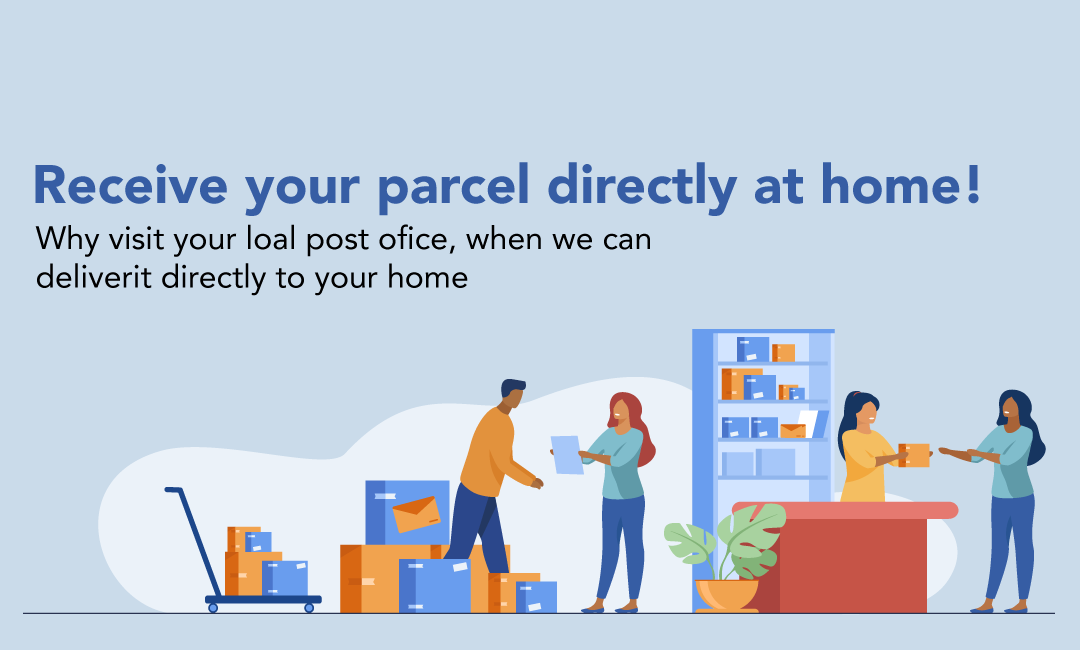 Receive your parcel directly at home!
Why visit your loal post ofice, when we can
deliverit directly to your home